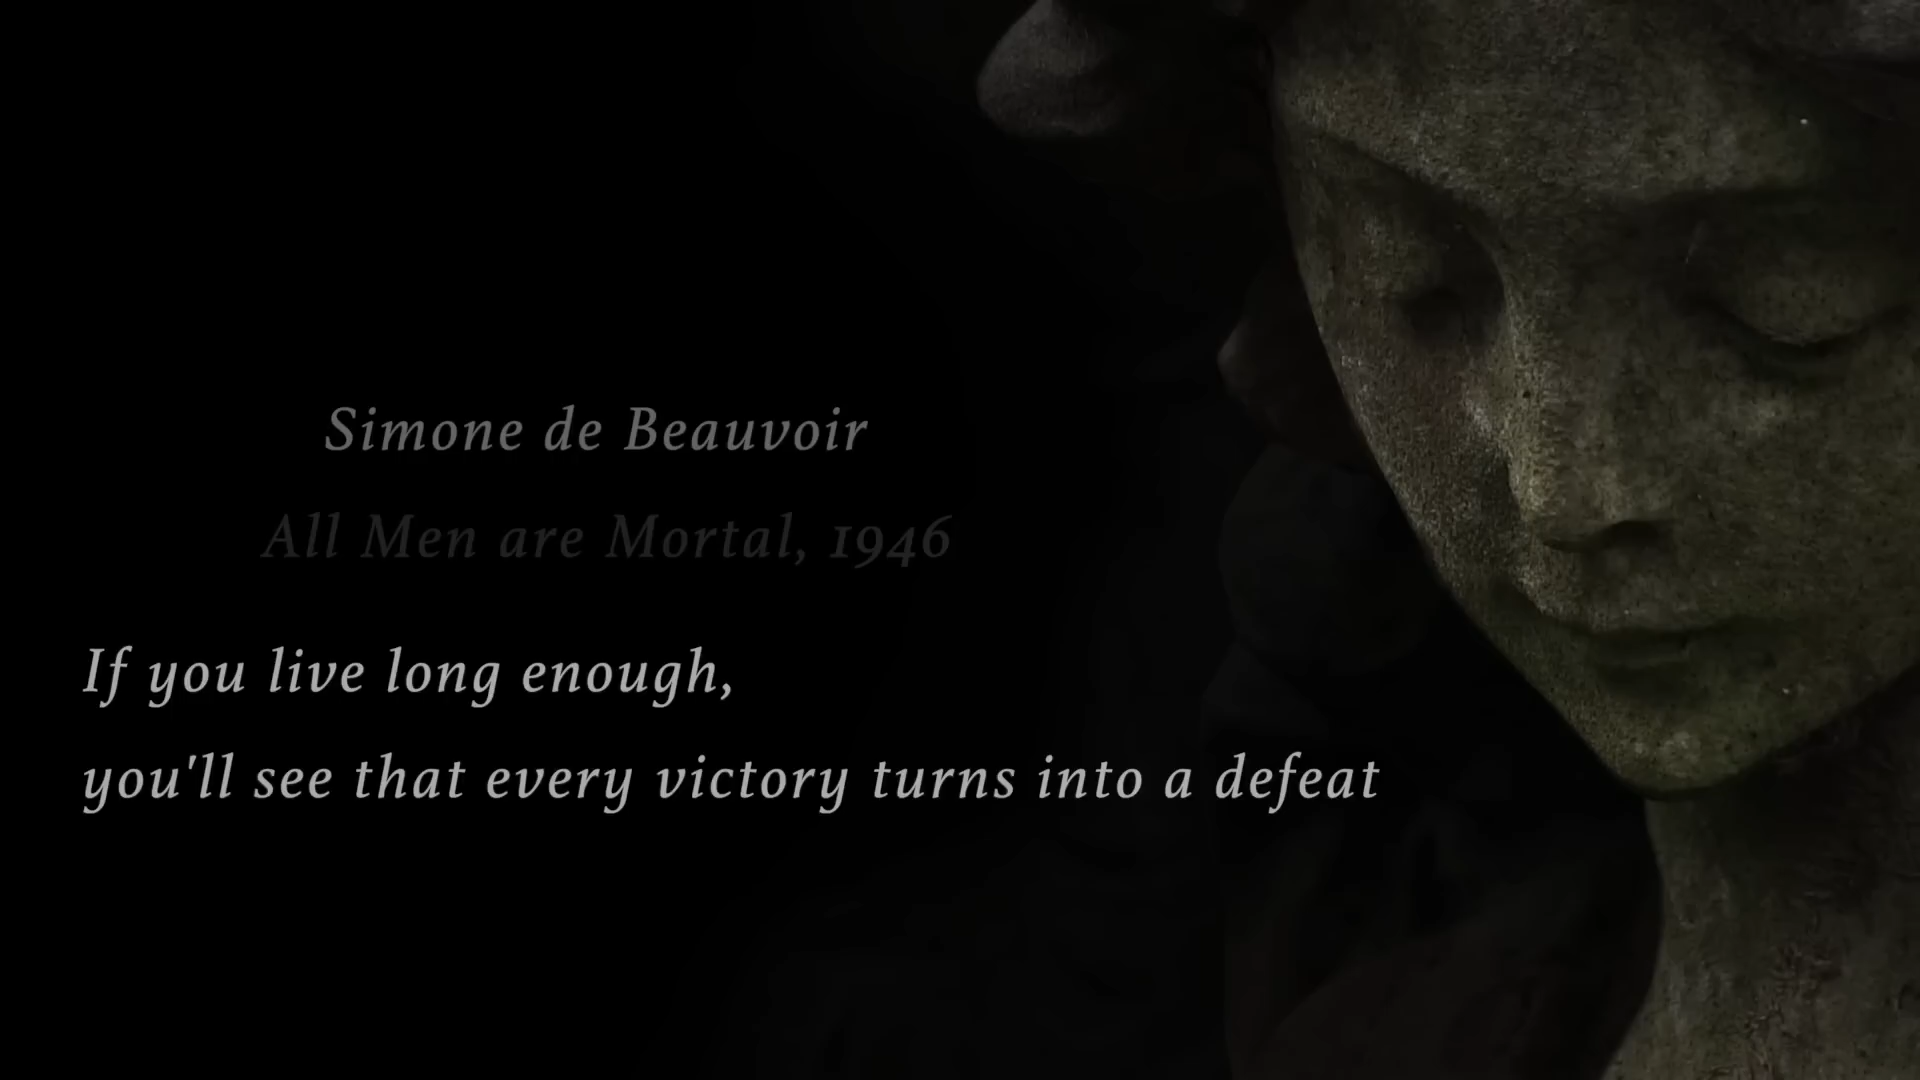 Simone de Beauvoir
All Men are Mortal, 1946
If you live long enough,
you'll see that every victory turns into a defeat